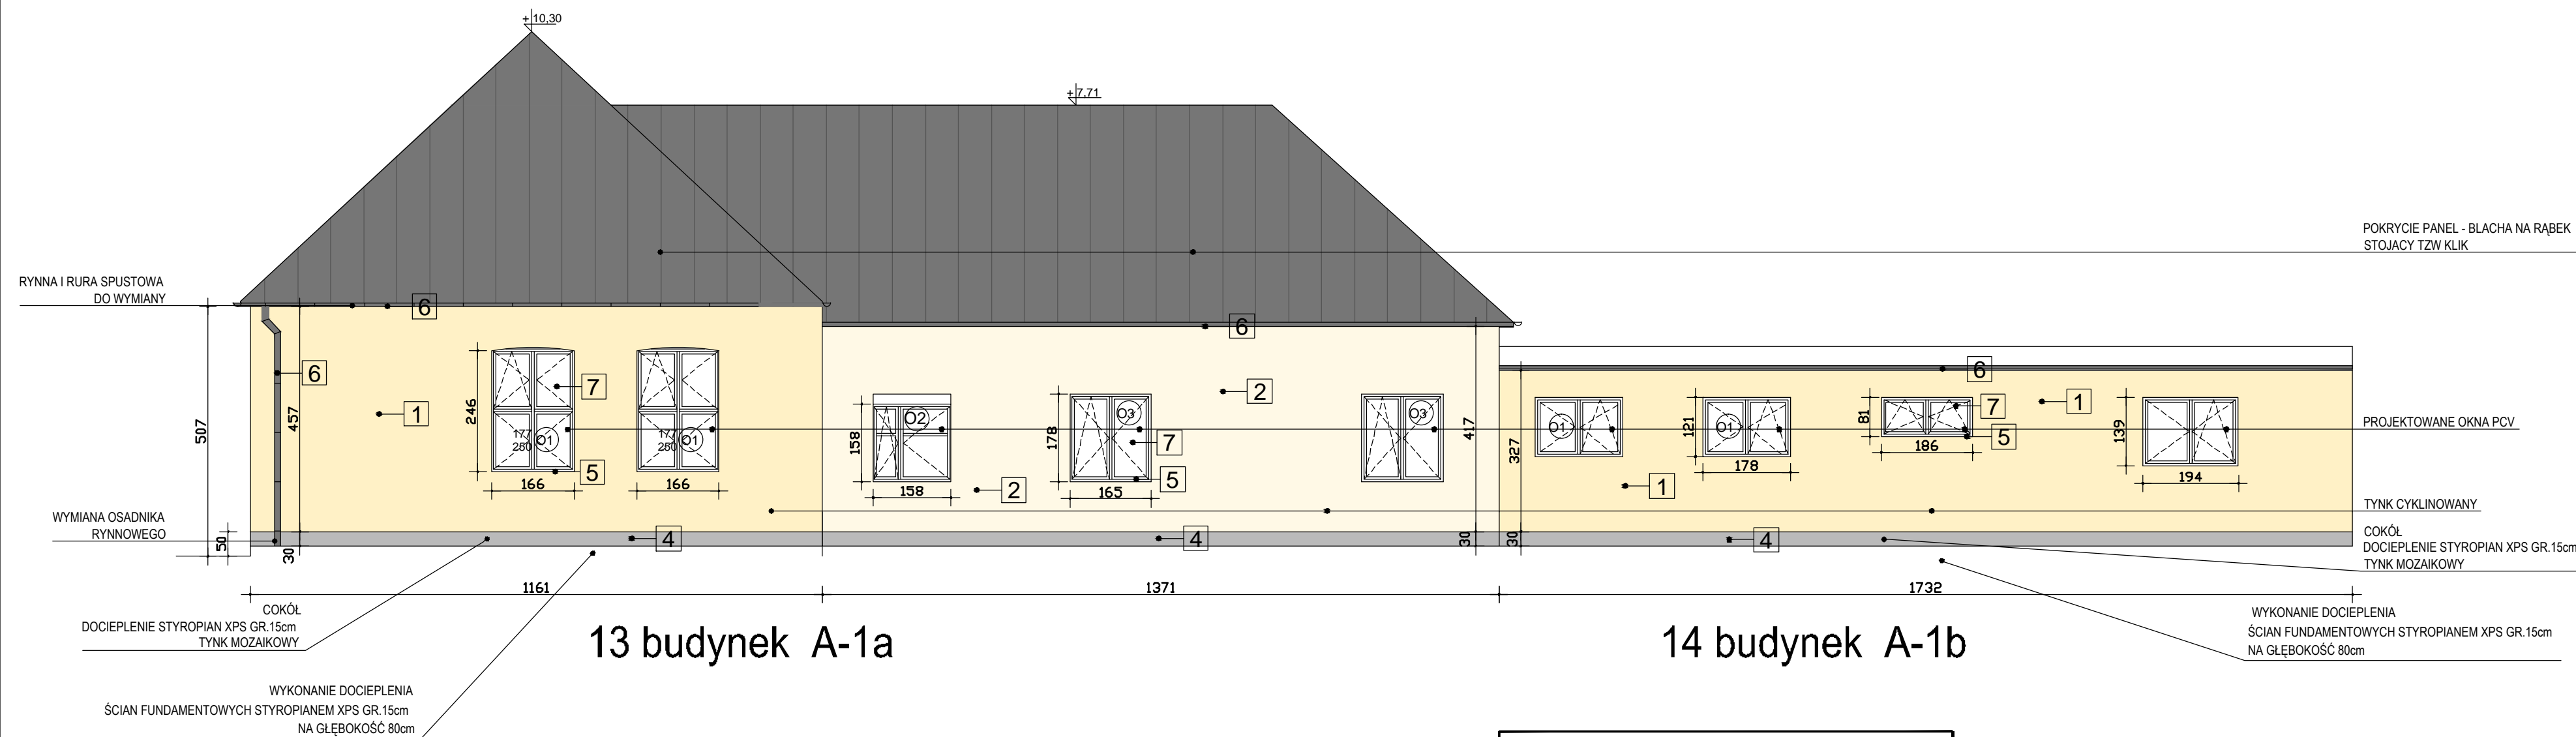 +10,30
+7,71
POKRYCIE PANEL - BLACHA NA RĄBEK
STOJACY TZW KLIK
RYNNA I RURA SPUSTOWA
DO WYMIANY
6
6
6
6
1
2
1
7
7
7
507
457
246
177
250
O1
177
250
O1
5
166
166
158
O2
158
178
O3
165
5
O3
417
327
O1
121
O1
178
81
186
5
139
194
2
1
PROJEKTOWANE OKNA PCV
TYNK CYKLINOWANY
WYMIANA OSADNIKA
RYNNOWEGO
50
30
4
4
30
30
4
COKÓŁ
DOCIEPLENIE STYROPIAN XPS GR.15cm
TYNK MOZAIKOWY
1161
1371
1732
COKÓŁ
DOCIEPLENIE STYROPIAN XPS GR.15cm
TYNK MOZAIKOWY
13 budynek A-1a
14 budynek A-1b
WYKONANIE DOCIEPLENIA
ŚCIAN FUNDAMENTOWYCH STYROPIANEM XPS GR.15cm
NA GŁĘBOKOŚĆ 80cm
WYKONANIE DOCIEPLENIA
ŚCIAN FUNDAMENTOWYCH STYROPIANEM XPS GR.15cm
NA GŁĘBOKOŚĆ 80cm